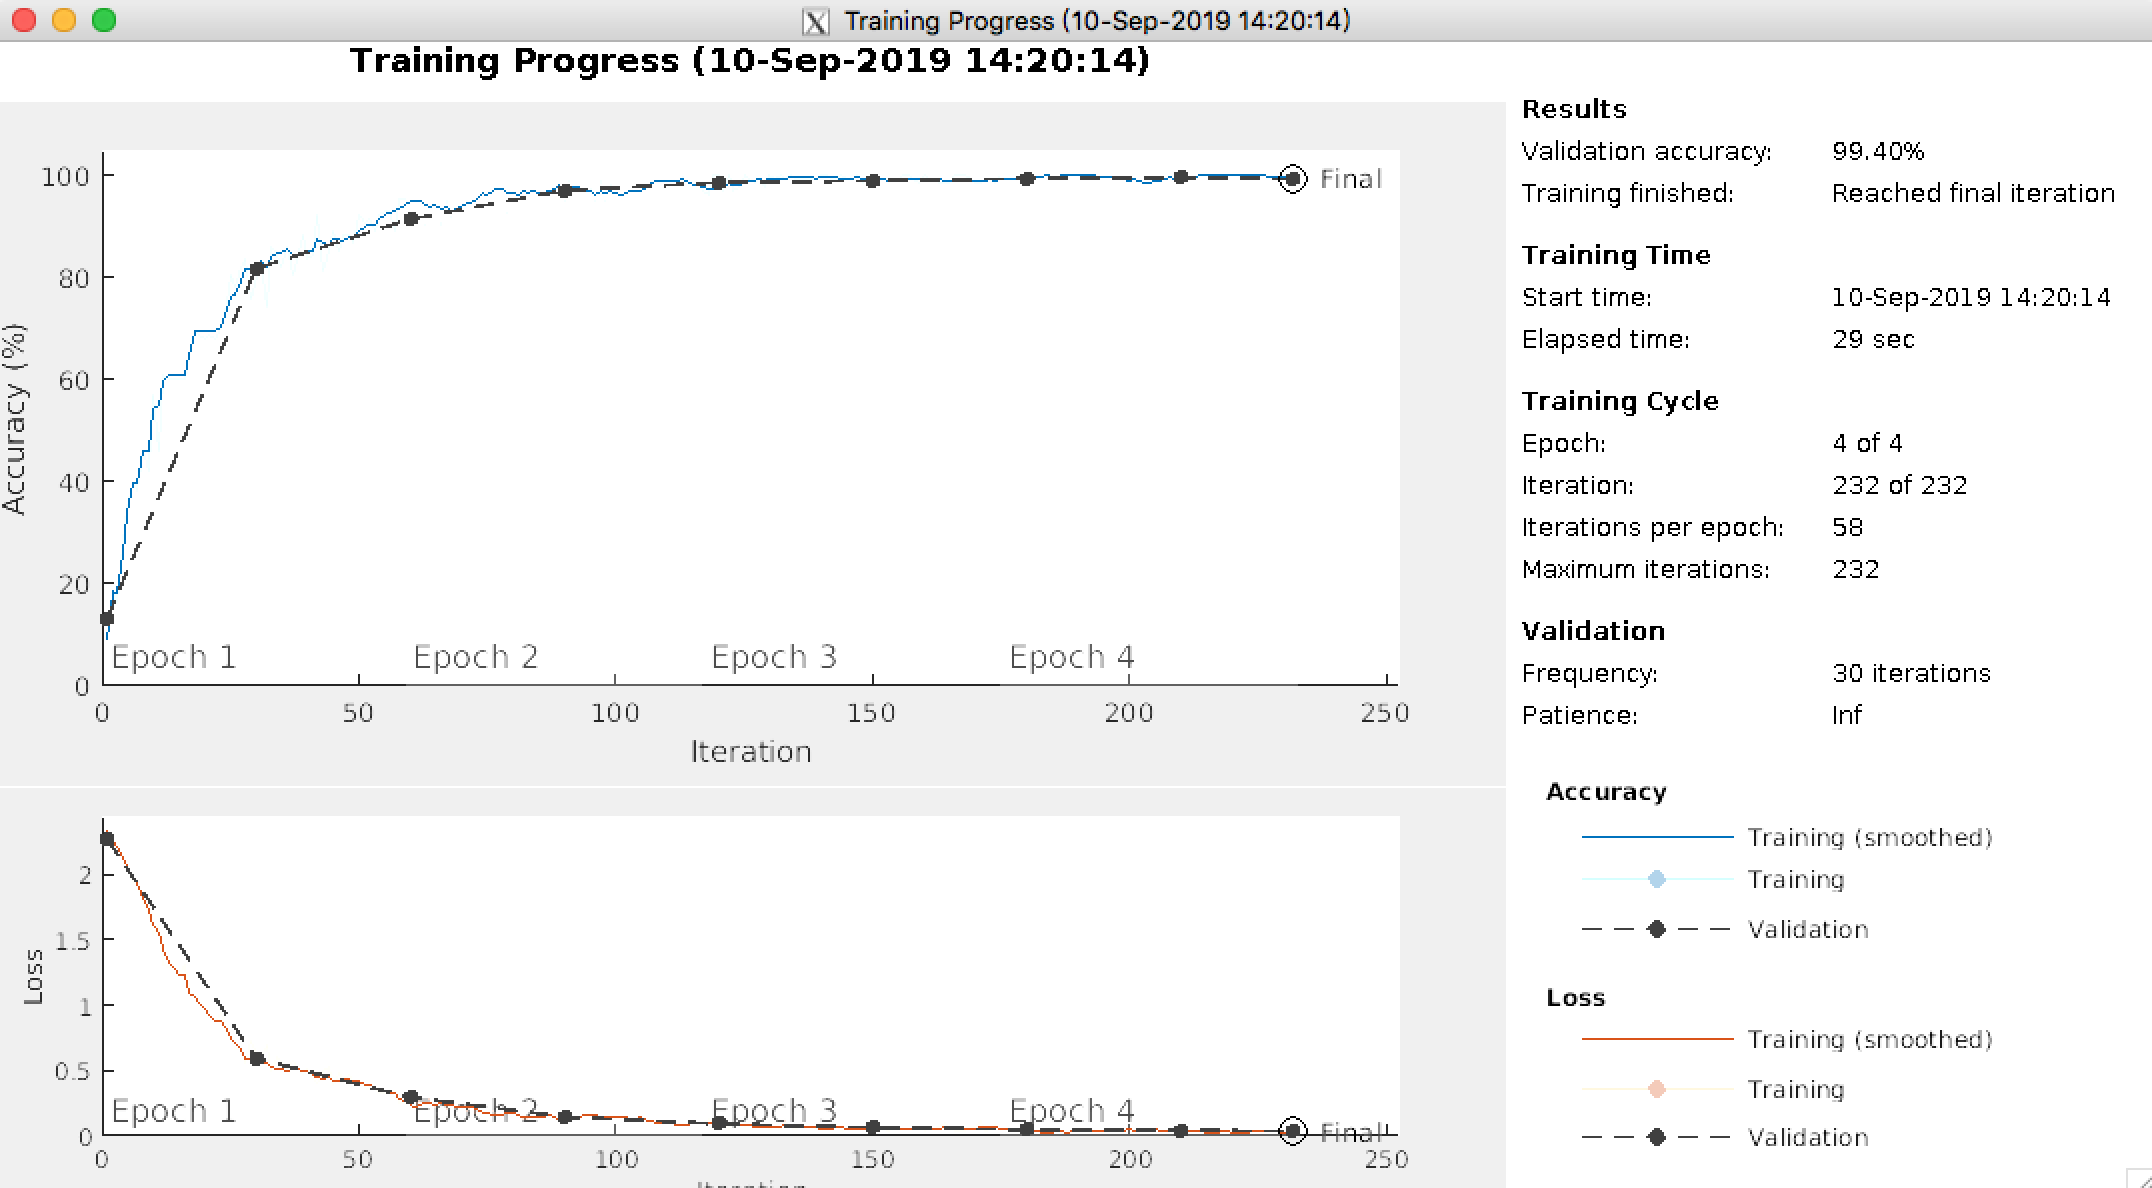 Training Progress (10-Sep-2019 14:20:14)
Training Progress (10-Sep-2019 14:20:14)
Accuracy (%)
100
80
60
40
20
0
Final
Epoch 1 Epoch 2 Epoch 3 Epoch 4
0 50 100 150 200 250
Iteration
Loss
2
1.5
1
0.5
0
Epoch 1 Epoch 2 Epoch 3 Epoch 4
Final
0 50 100 150 200 250
Iteration
Results
Validation accuracy: 99.40%
Training finished: Reached final iteration
Training Time
Start time: 10-Sep-2019 14:20:14
Elapsed time: 29 sec
Training Cycle
Epoch: 4 of 4
Iteration: 232 of 232
Iterations per epoch: 58
Maximum iterations: 232
Validation
Frequency: 30 iterations
Patience: Inf
Accuracy
Training (smoothed)
Training
Validation
Loss
Training (smoothed)
Training
Validation